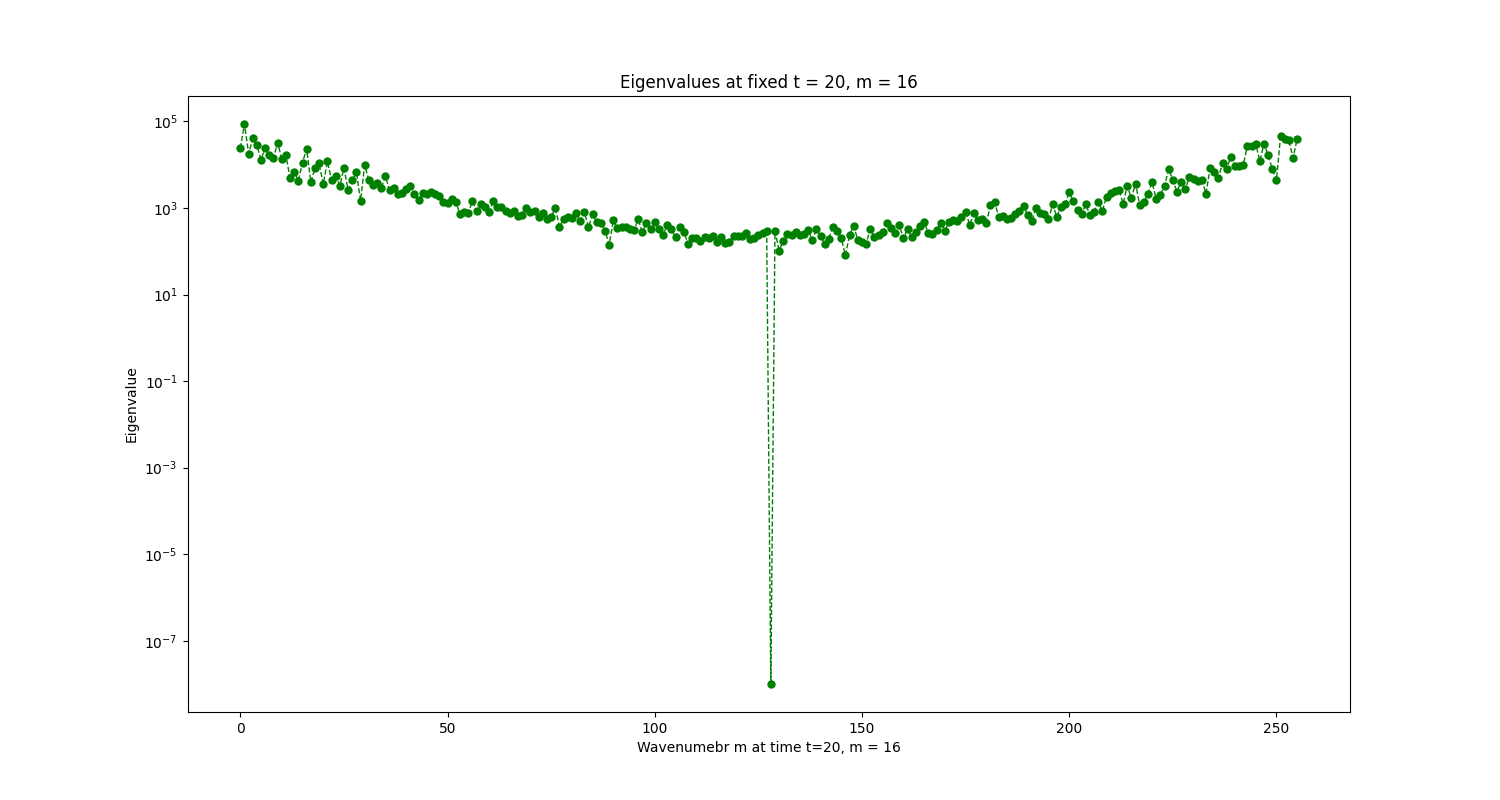 Eigenvalues at fixed t = 20, m = 16
10^5
10^3
10^1
10^-1
10^-3
10^-5
10^-7
Eigenvalue
0 50 100 150 200 250
Wavenumebr m at time t=20, m = 16